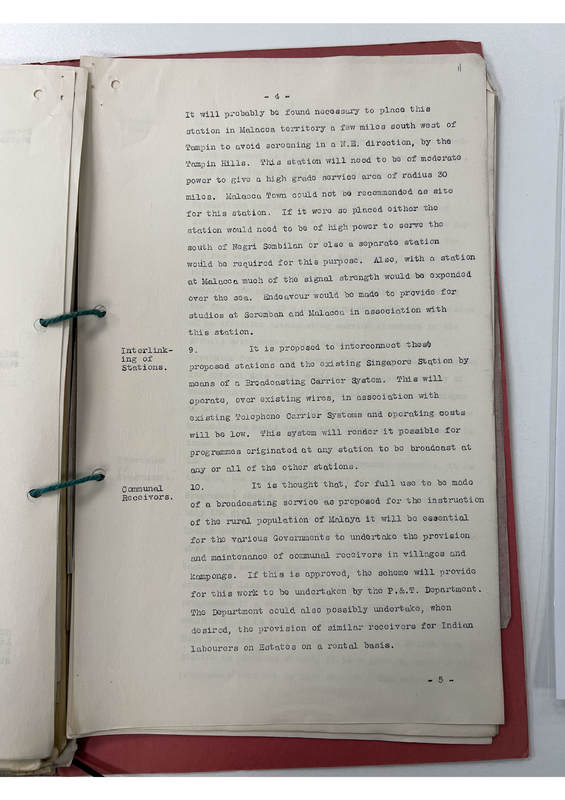 - 4 -
It will probably be found necessary to place this
station in Malacca territory a few miles south west of
Tampin to avoid screening in a N.E. direction, by the
Tampin Hills. This station will need to be of moderate
power to give a high grade service area of radius 30
miles. Malacca Town could not be recommended as site
for this station. If it were so placed either the
station would need to be of high power to serve the
south of Negri Sembilan or else a separate station
would be required for this purpose. Also, with a station
at Malacca much of the signal strength would be expended
over the sea. Endeavour would be made to provide for
studios at Seremban and Malacca in association with
this station.
Interlink-
ing of
Stations.
9. It is proposed to interconnect these
proposed stations and the existing Singapore Station by
means of a Broadcasting Carrier System. This will
operate, over existing wires, in association with
existing Telephone Carrier Systems and operating costs
will be low. This system will render it possible for
programmes originated at any station to be broadcast at
any or all of the other stations.
Communal
Receivers.
10. It is thought that, for full use to be made
of a broadcasting service as proposed for the instruction
of the rural population of Malaya it will be essential
for the various Governments to undertake the provision
and maintenance of communal receivers in villages and
kampongs. If this is approved, the scheme will provide
for this work to be undertaken by the P.&T. Department.
The Department could also possibly undertake, when
desired, the provision of similar receivers for Indian
labourers on Estates on a rental basis.
- 5 -